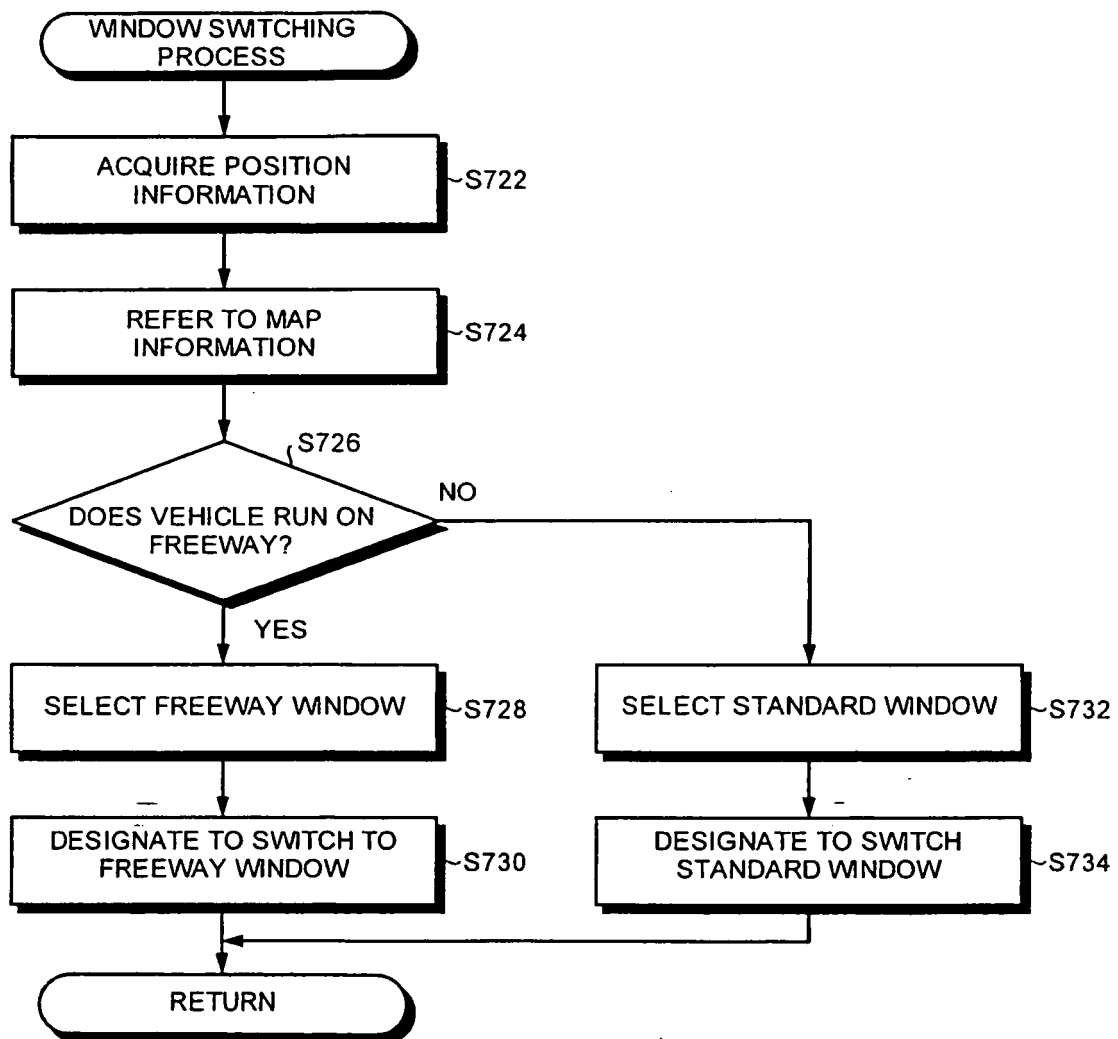 WINDOW SWITCHING
PROCESS
ACQUIRE POSITION
INFORMATION
S722
REFER TO MAP
INFORMATION
S724
S726
DOES VEHICLE RUN ON
FREEWAY?
NO
YES
SELECT FREEWAY WINDOW
S728
SELECT STANDARD WINDOW
S732
DESIGNATE TO SWITCH TO
FREEWAY WINDOW
S730
DESIGNATE TO SWITCH
STANDARD WINDOW
S734
RETURN